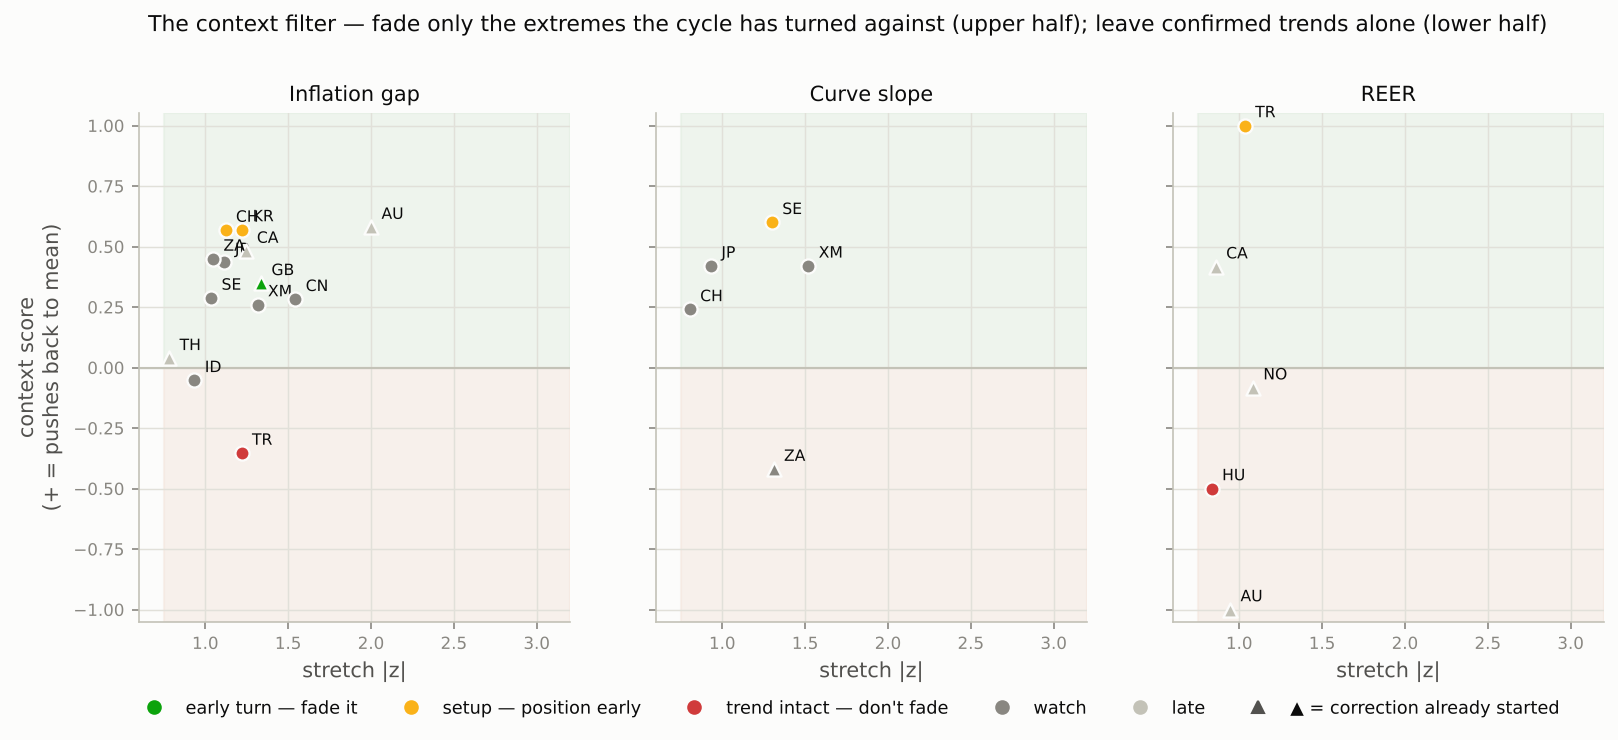 The context filter — fade only the extremes the cycle has turned against (upper half); leave confirmed trends alone (lower half)
Inflation gap
Curve slope
REER
context score
(+ = pushes back to mean)
1.00
0.75
0.50
0.25
0.00
−0.25
−0.50
−0.75
−1.00
CH
KR
AU
CA
ZA
GB
SE
XM
CN
TH
ID
TR
SE
JP
XM
CH
ZA
TR
CA
NO
HU
AU
1.0 1.5 2.0 2.5 3.0
1.0 1.5 2.0 2.5 3.0
1.0 1.5 2.0 2.5 3.0
stretch |z|
stretch |z|
stretch |z|
early turn — fade it
setup — position early
trend intact — don't fade
watch
late
▲ = correction already started